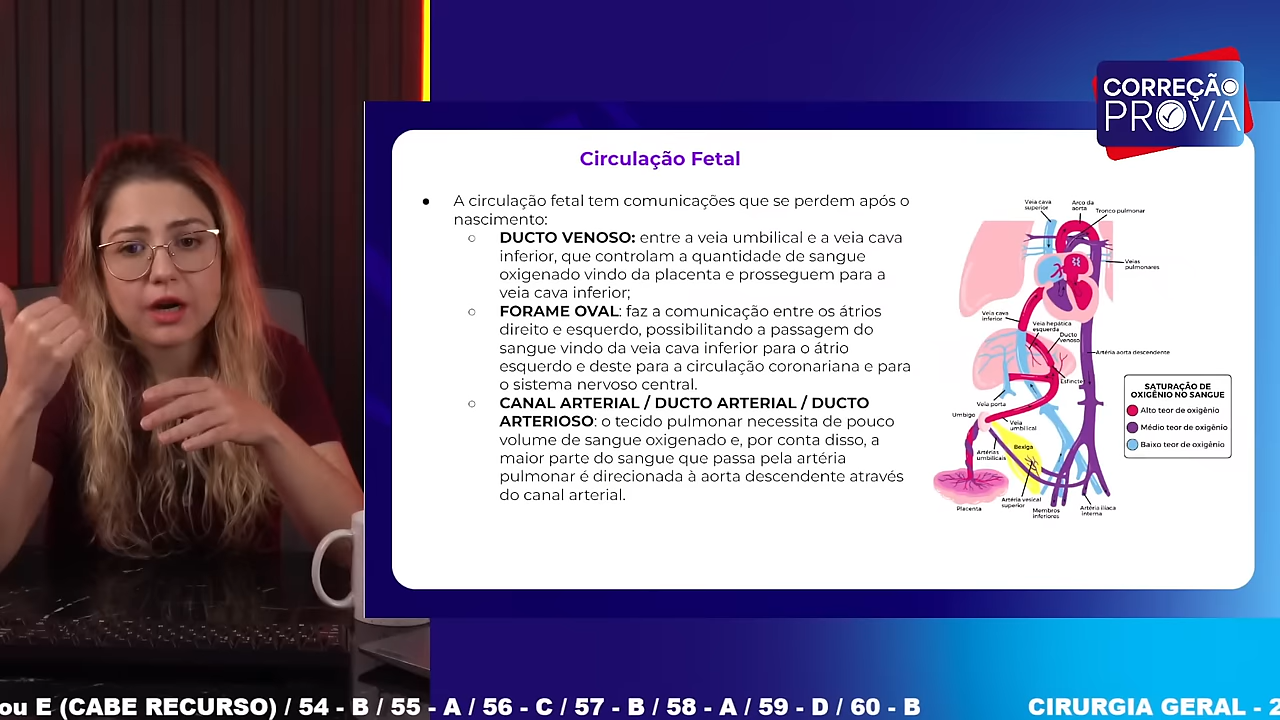 CORREÇÃO
PROVA
Circulação Fetal
● A circulação fetal tem comunicações que se perdem após o
nascimento:
○ DUCTO VENOSO: entre a veia umbilical e a veia cava
inferior, que controlam a quantidade de sangue
oxigenado vindo da placenta e prosseguem para a
veia cava inferior;
○ FORAME OVAL: faz a comunicação entre os átrios
direito e esquerdo, possibilitando a passagem do
sangue vindo da veia cava inferior para o átrio
esquerdo e deste para a circulação coronariana e para
o sistema nervoso central.
○ CANAL ARTERIAL / DUCTO ARTERIAL / DUCTO
ARTERIOSO: o tecido pulmonar necessita de pouco
volume de sangue oxigenado e, por conta disso, a
maior parte do sangue que passa pela artéria
pulmonar é direcionada à aorta descendente através
do canal arterial.
Veia cava
superior
Arco da
aorta
Tronco pulmonar
Veias
pulmonares
Veia cava
inferior
Veia hepática
esquerda
Ducto
venoso
Artéria aorta descendente
Esfíncter
Veia porta
Umbigo
Veia
umbilical
Bexiga
Artérias
umbilicais
Artéria vesical
superior
Placenta
Membros
inferiores
Artéria ilíaca
interna
SATURAÇÃO DE
OXIGÊNIO NO SANGUE
Alto teor de oxigênio
Médio teor de oxigênio
Baixo teor de oxigênio
ou E (CABE RECURSO) / 54 - B / 55 - A / 56 - C / 57 - B / 58 - A / 59 - D / 60 - B CIRURGIA GERAL - 2